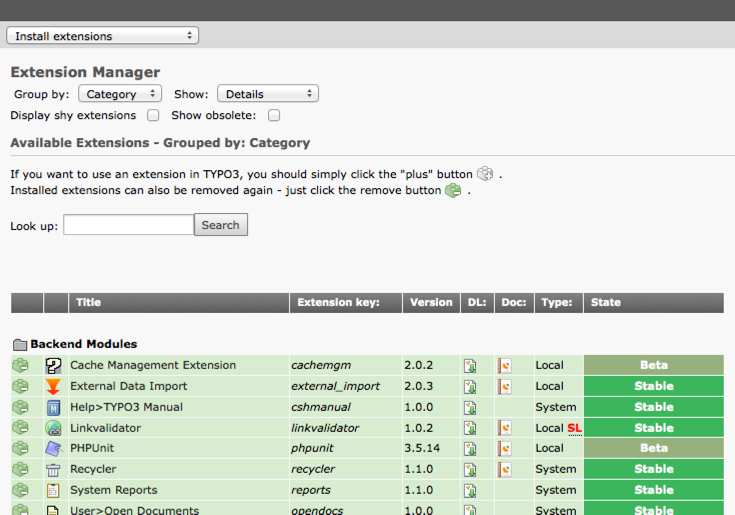 Install extensions
Extension Manager
Group by: Category Show: Details
Display shy extensions Show obsolete:
Available Extensions - Grouped by: Category
If you want to use an extension in TYPO3, you should simply click the "plus" button .
Installed extensions can also be removed again - just click the remove button .
Look up: Search
Title Extension key: Version DL: Doc: Type: State
Backend Modules
Cache Management Extension cachemgm 2.0.2 Local Beta
External Data Import external_import 2.0.3 Local Stable
Help>TYPO3 Manual cshmanual 1.0.0 System Stable
Linkvalidator linkvalidator 1.0.2 Local SL Stable
PHPUnit phpunit 3.5.14 Local Beta
Recycler recycler 1.1.0 System Stable
System Reports reports 1.1.0 System Stable
User>Open Documents opendocs 1.0.0 System Stable